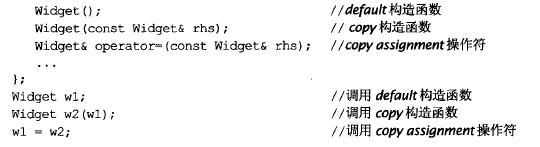 Widget(); //default 构造函数
Widget(const Widget& rhs); // copy 构造函数
Widget& operator=(const Widget& rhs); //copy assignment 操作符
...
};
Widget w1; //调用 default 构造函数
Widget w2(w1); //调用 copy 构造函数
w1 = w2; //调用 copy assignment 操作符